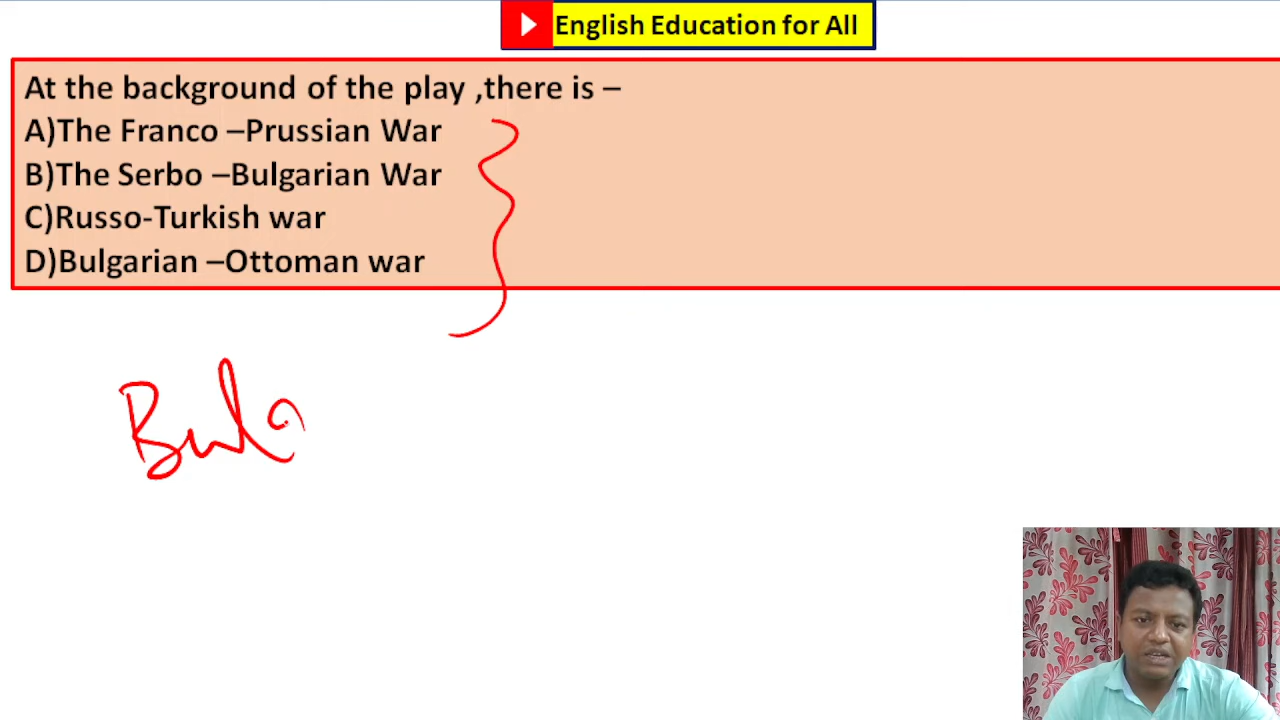 English Education for All
At the background of the play ,there is –
A)The Franco –Prussian War
B)The Serbo –Bulgarian War
C)Russo-Turkish war
D)Bulgarian –Ottoman war
Bula